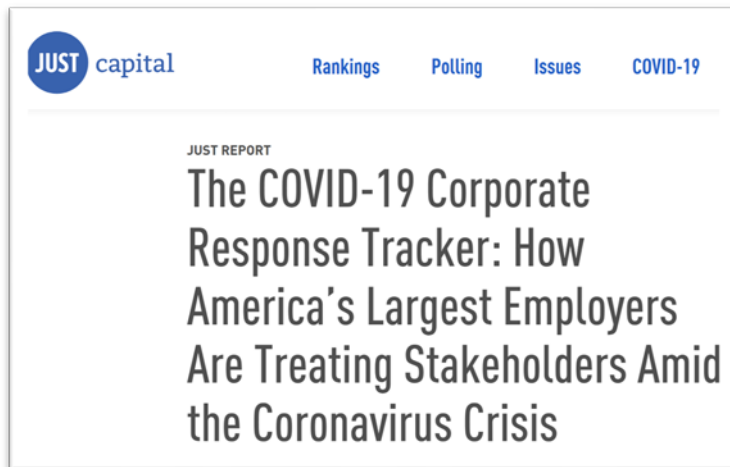 JUST capital
Rankings Polling Issues COVID-19
JUST REPORT
The COVID-19 Corporate
Response Tracker: How
America’s Largest Employers
Are Treating Stakeholders Amid
the Coronavirus Crisis